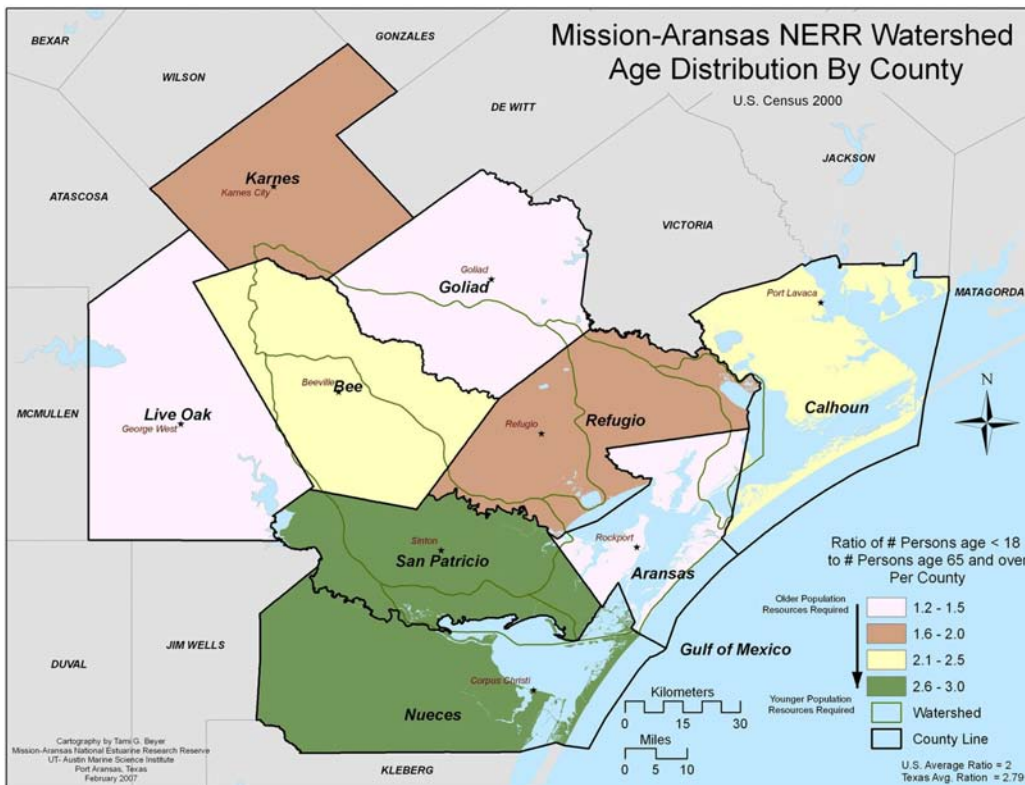 Mission-Aransas NERR Watershed
Age Distribution By County
U.S. Census 2000
BEXAR
GONZALES
WILSON
DE WITT
JACKSON
ATASCOSA
Karnes
Karnes City
VICTORIA
Goliad
Goliad
Port Lavaca
MATAGORDA
MCMULLEN
Beeville
Bee
Live Oak
George West
Refugio
Refugio
Calhoun
N
Sinton
San Patricio
Rockport
Aransas
DUVAL
JIM WELLS
Gulf of Mexico
Corpus Christi
Nueces
KLEBERG
Kilometers
0 15 30
Miles
0 5 10
Ratio of # Persons age < 18
to # Persons age 65 and over
Per County
Older Population
Resources Required
1.2 - 1.5
1.6 - 2.0
2.1 - 2.5
2.6 - 3.0
Younger Population
Resources Required
Watershed
County Line
U.S. Average Ratio = 2
Texas Avg. Ration = 2.79
Cartography by Tami G. Beyer
Mission-Aransas National Estuarine Research Reserve
UT- Austin Marine Science Institute
Port Aransas, Texas
February 2007